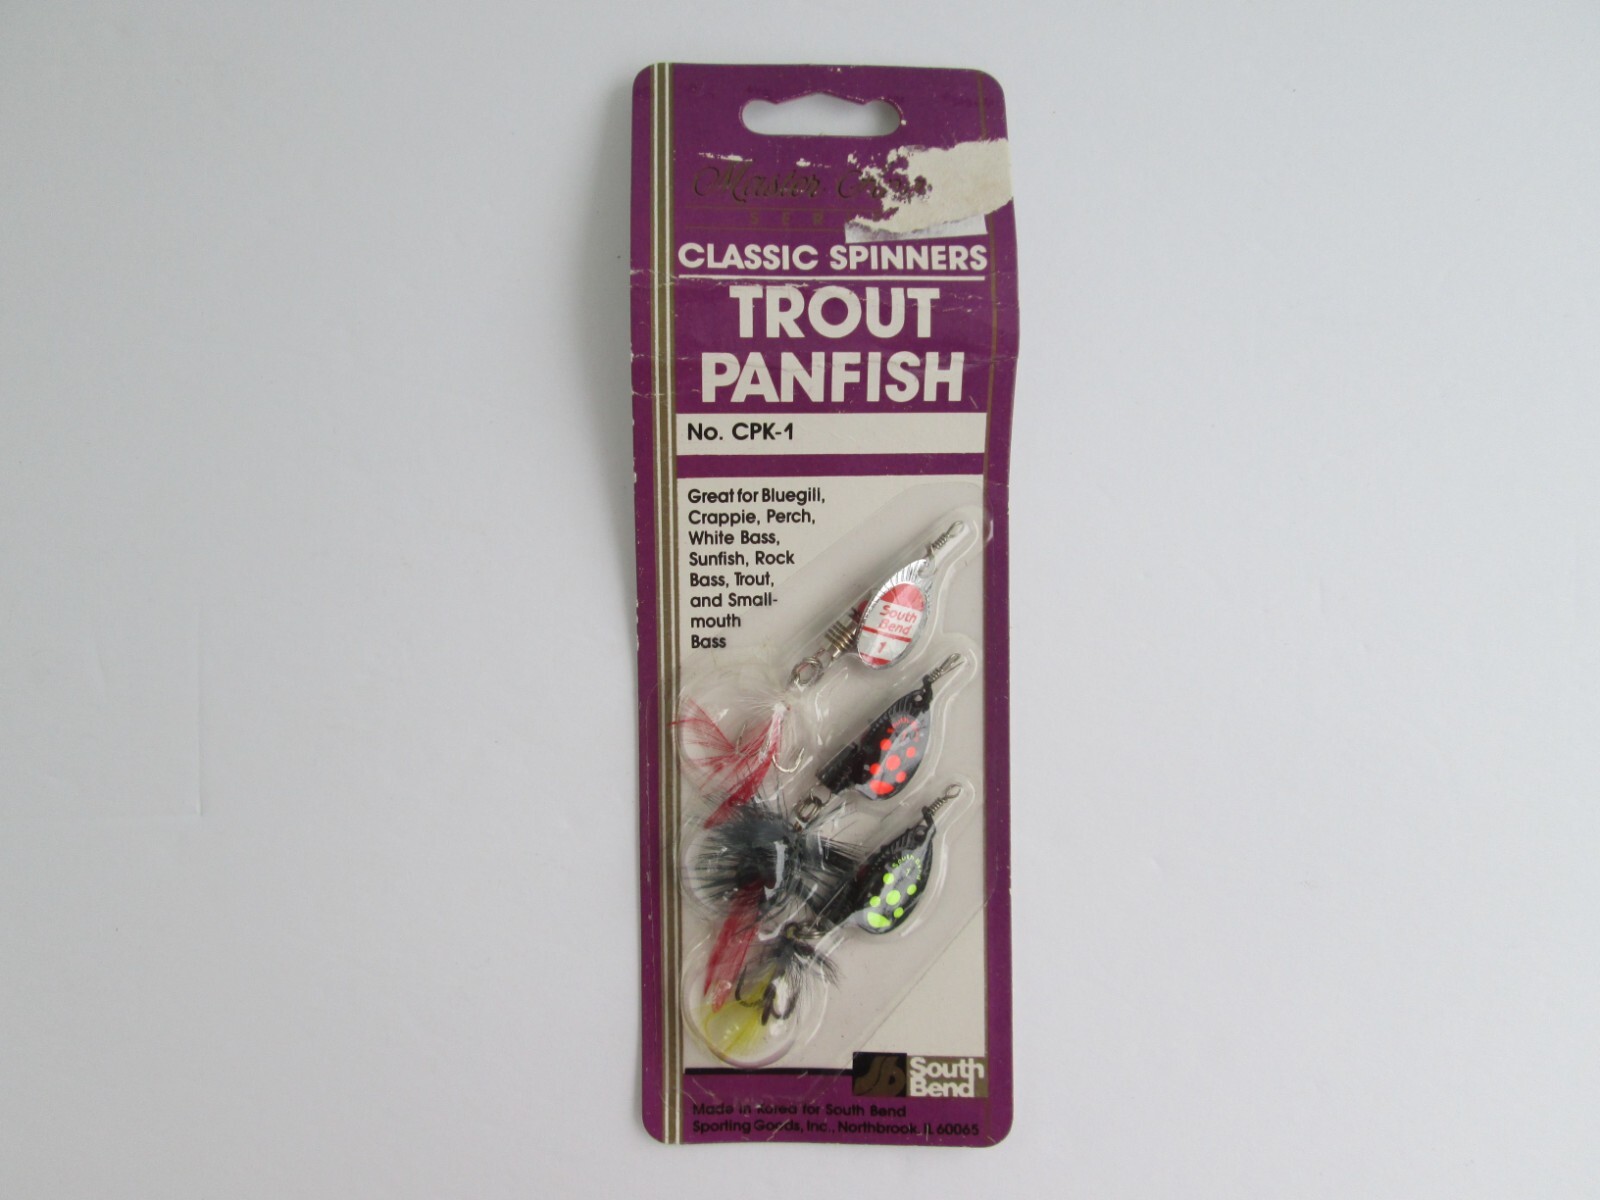 Master
SER
CLASSIC SPINNERS
TROUT
PANFISH
No. CPK-1
Great for Bluegill,
Crappie, Perch,
White Bass,
Sunfish, Rock
Bass, Trout,
and Small-
mouth
Bass
South
Bend
1
South
Bend
Made in Korea for South Bend
Sporting Goods, Inc., Northbrook, IL 60065